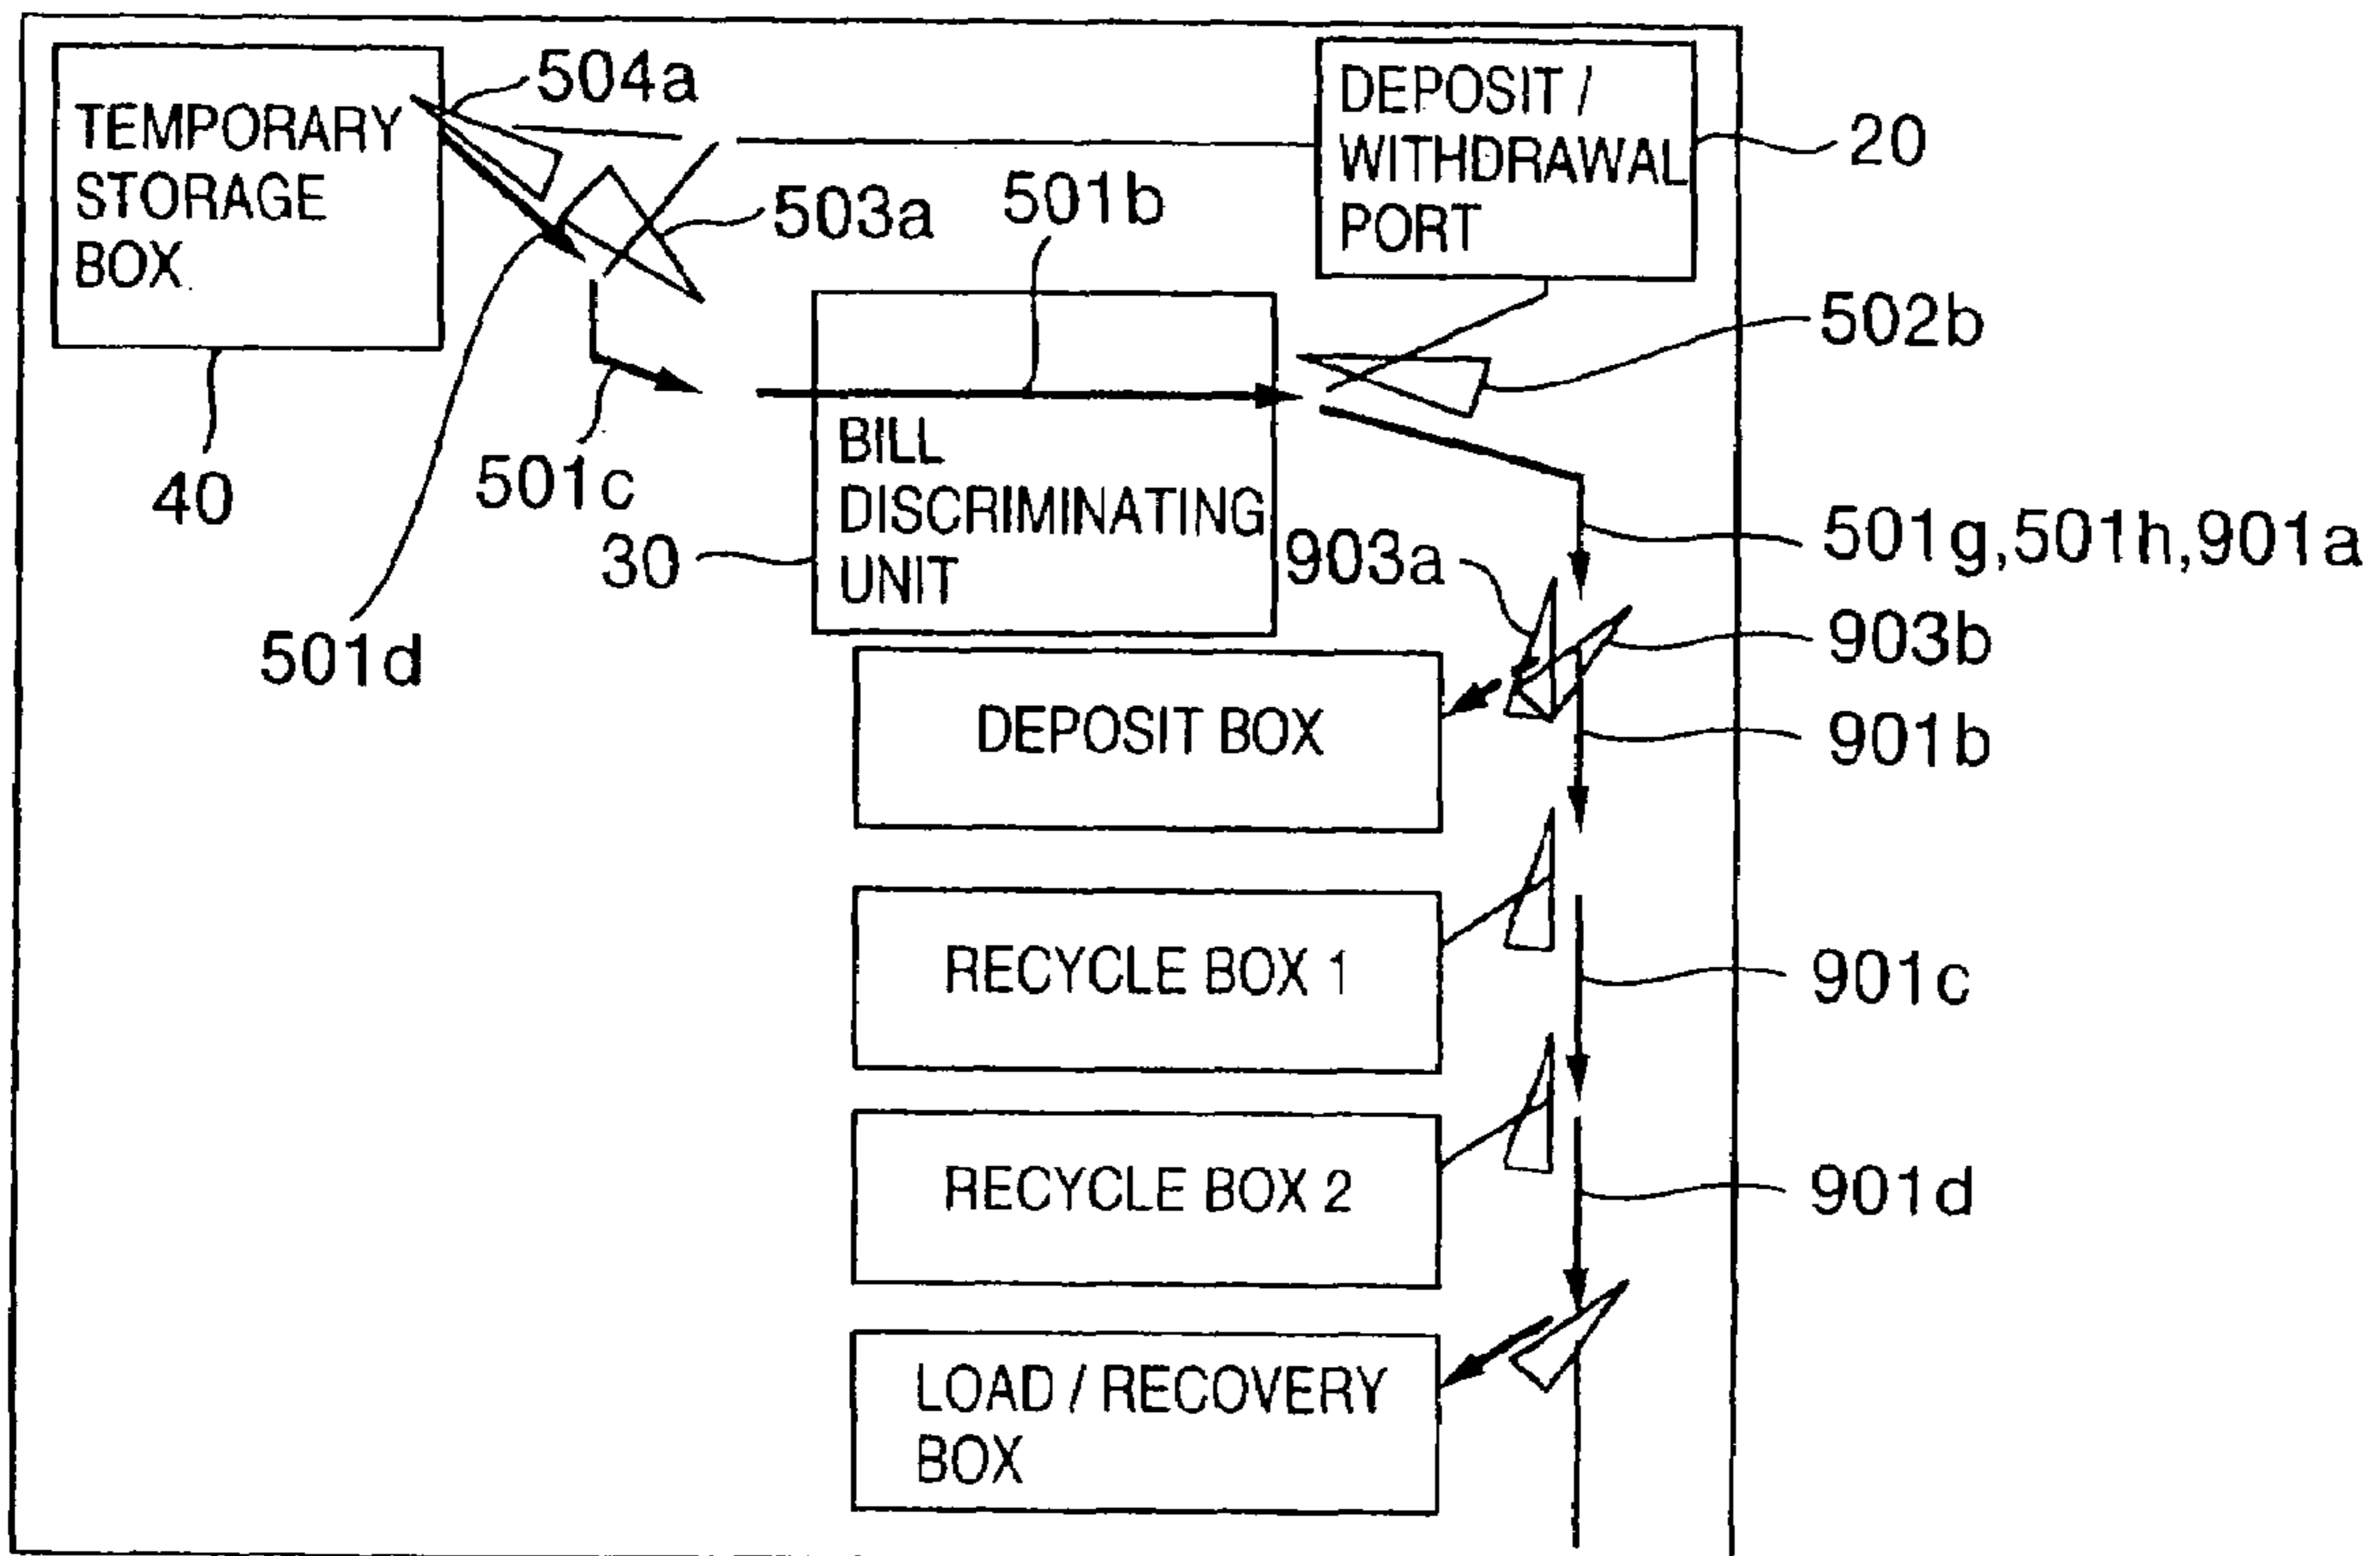 504a
TEMPORARY
STORAGE
BOX
DEPOSIT /
WITHDRAWAL
PORT
20
503a
501b
502b
40
501c
30
BILL
DISCRIMINATING
UNIT
501d
903a
501g,501h,901a
903b
901b
DEPOSIT BOX
RECYCLE BOX 1
901c
RECYCLE BOX 2
901d
LOAD / RECOVERY
BOX